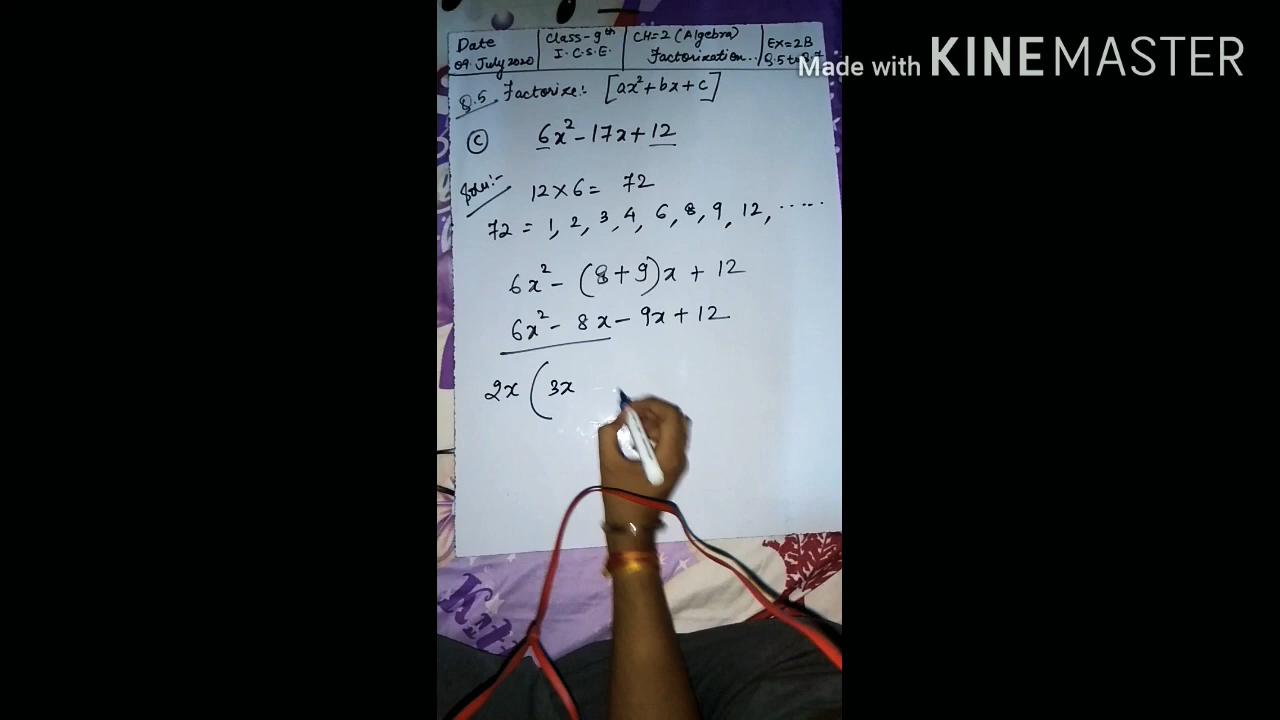 Date
09 July 2020
Class-9th
I.C.S.E.
CH=2 (Algebra)
Factorization..
EX=2B
Made with KINEMASTER
Q.5 Factorize:- [ax²+bx+c]
(C) 6x²-17x+12
Soln:- 12×6= 72
72 = 1, 2, 3, 4, 6, 8, 9, 12, ......
6x²- (8+9)x + 12
6x²- 8x- 9x+12
2x (3x